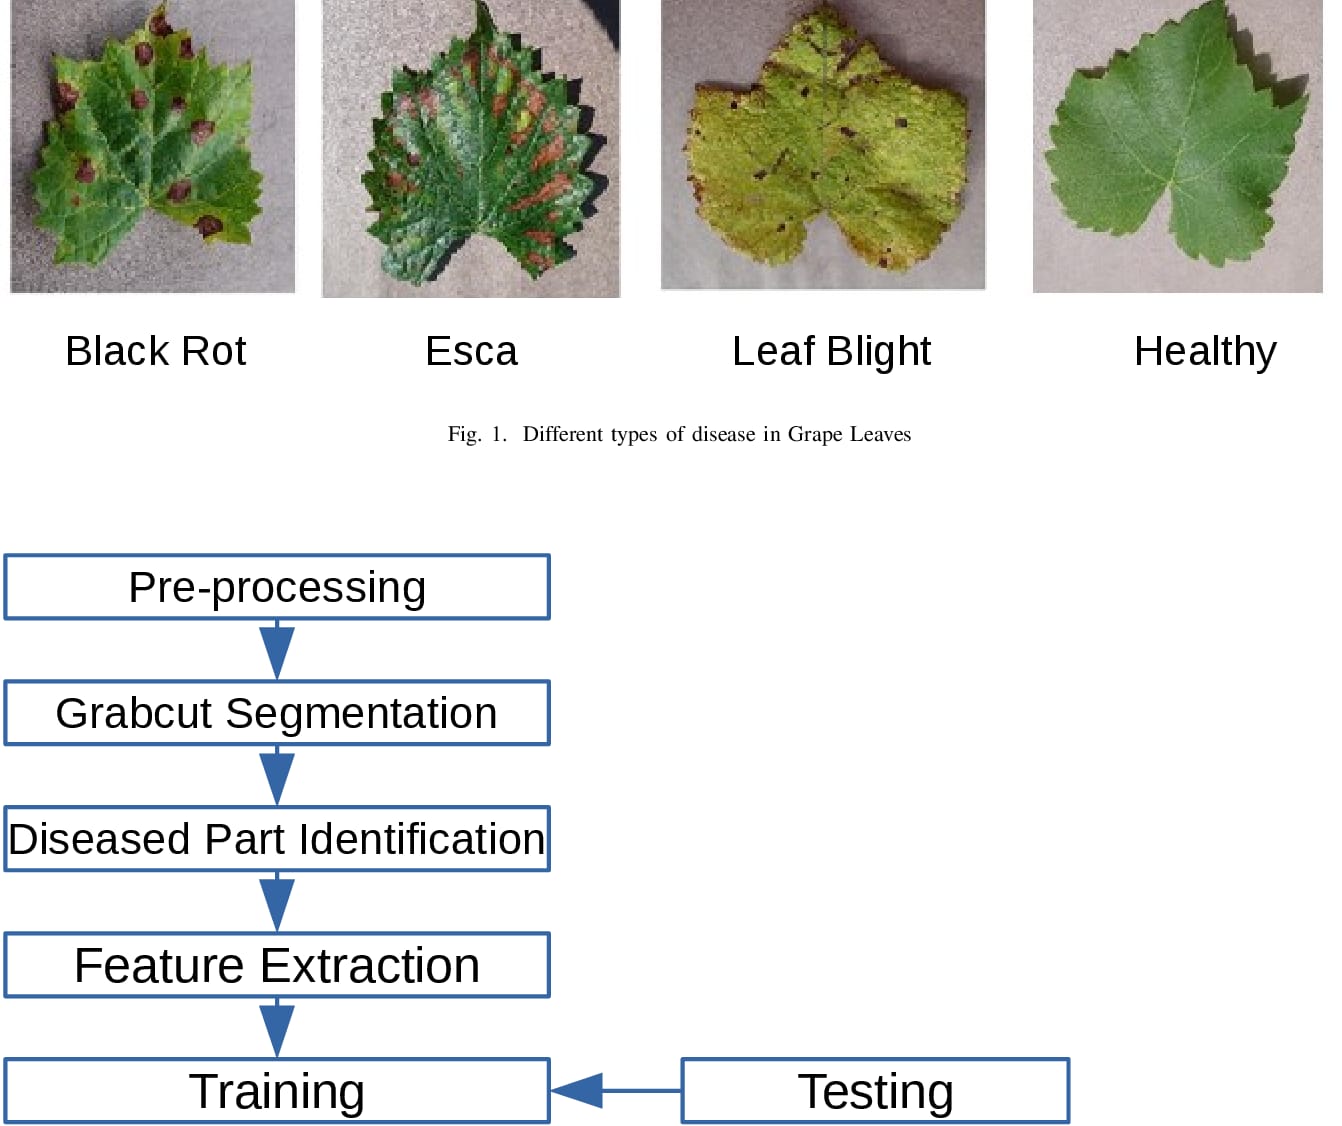 Black Rot
Esca
Leaf Blight
Healthy
Fig. 1. Different types of disease in Grape Leaves
Pre-processing
Grabcut Segmentation
Diseased Part Identification
Feature Extraction
Training
Testing